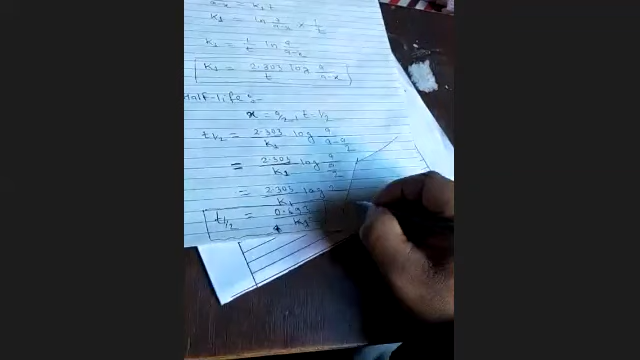 K₁ = ln a/a-x × 1/t
K₁ = 1/t ln a/a-x
K₁ = 2.303/t log a/a-x
Half-life :-
x = a/2, t = t1/2
t1/2 = 2.303/K₁ log a/a-a/2
= 2.303/K₁ log a/a/2
= 2.303/K₁ log 2
t1/2 = 0.693/K₁